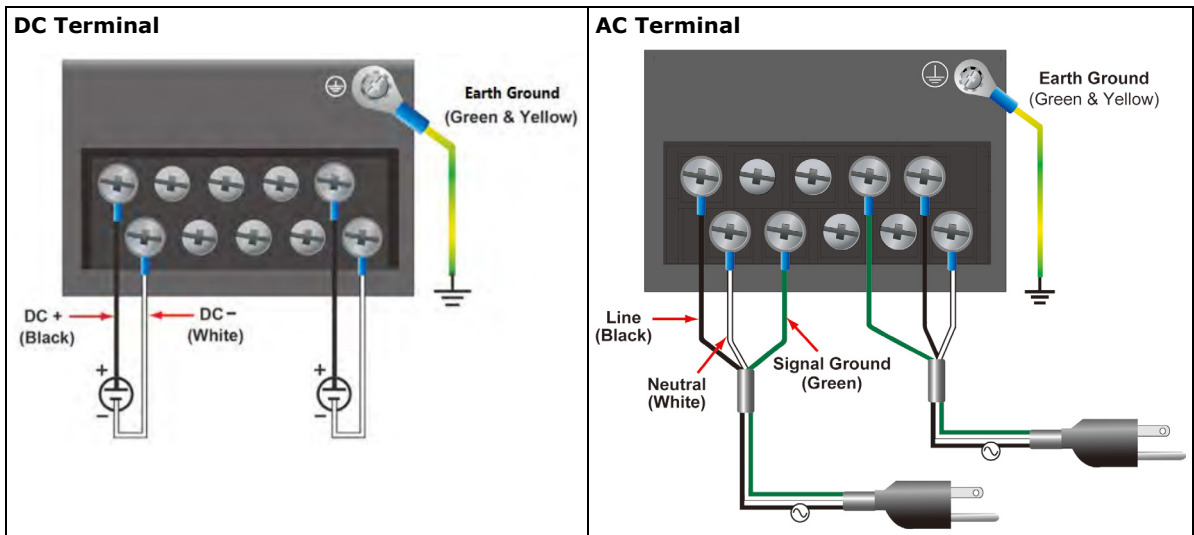 DC Terminal
Earth Ground
(Green & Yellow)
DC +
(Black)
DC −
(White)
+
−
+
−
AC Terminal
Earth Ground
(Green & Yellow)
Line
(Black)
Neutral
(White)
Signal Ground
(Green)